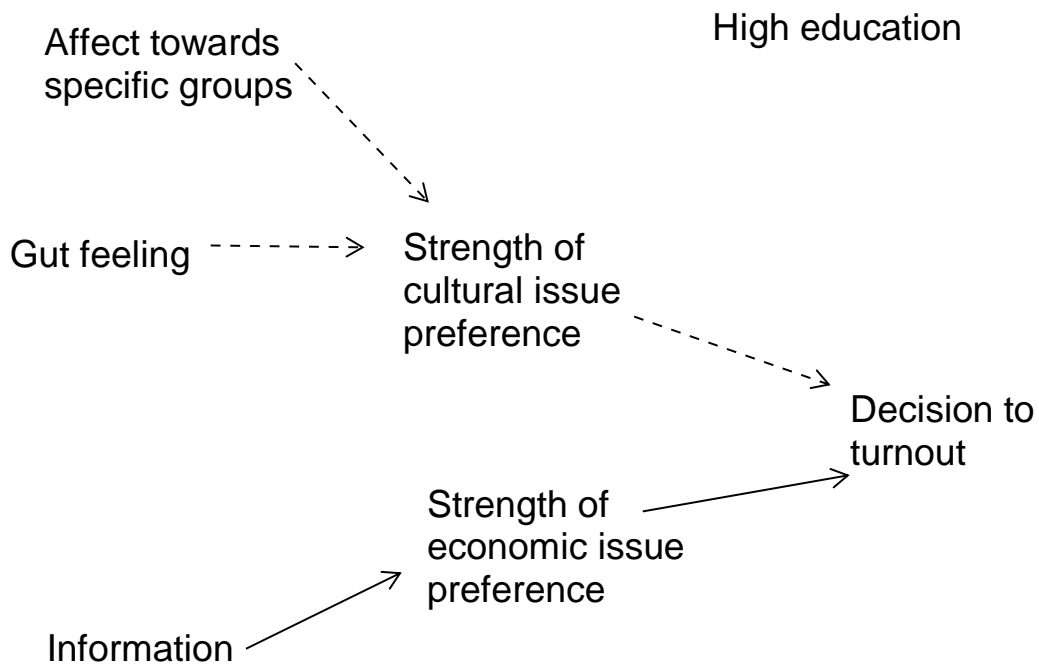 High education
Affect towards
specific groups
Gut feeling
Strength of
cultural issue
preference
Decision to
turnout
Strength of
economic issue
preference
Information